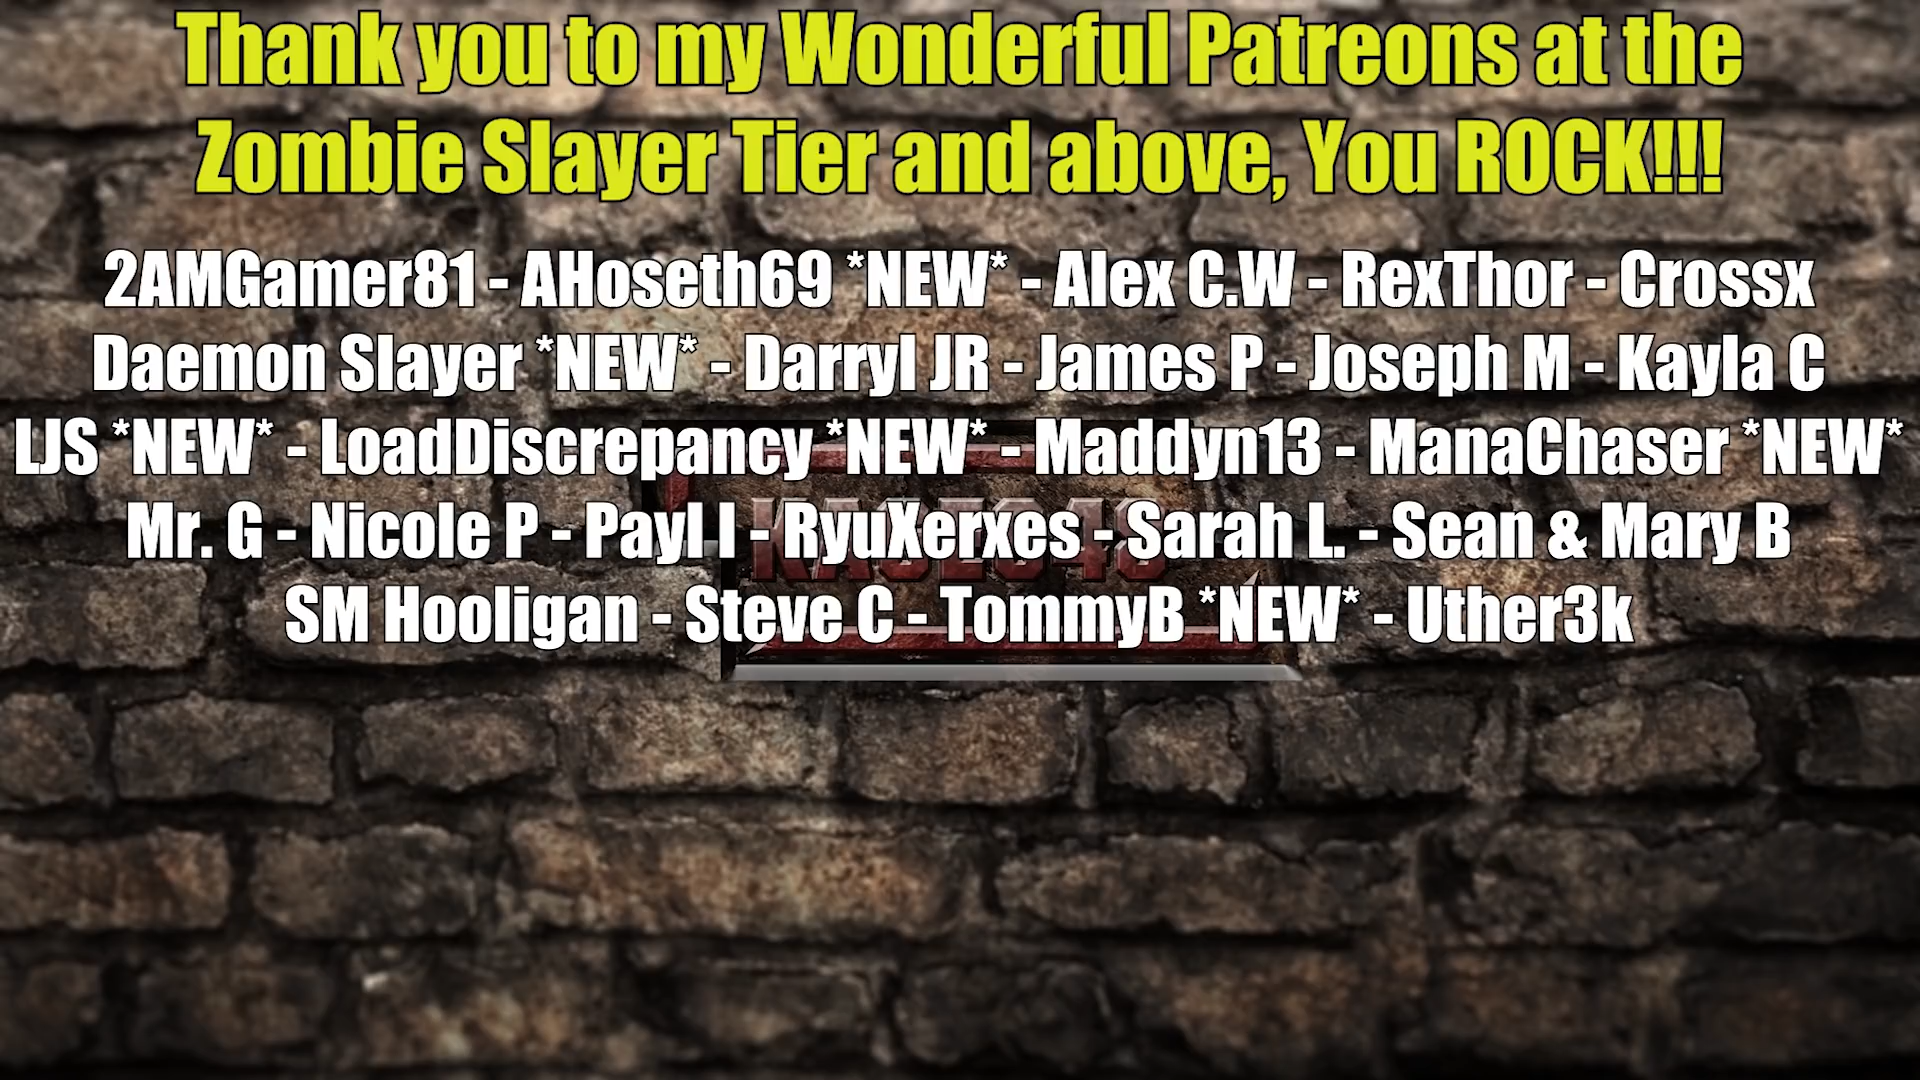 Thank you to my Wonderful Patreons at the
Zombie Slayer Tier and above, You ROCK!!!
2AMGamer81 - AHoseth69 *NEW* - Alex C.W - RexThor - Crossx
Daemon Slayer *NEW* - Darryl JR - James P - Joseph M - Kayla C
LJS *NEW* - LoadDiscrepancy *NEW* - Maddyn13 - ManaChaser *NEW*
Mr. G - Nicole P - Payl I - RyuXerxes - Sarah L. - Sean & Mary B
SM Hooligan - Steve C - TommyB *NEW* - Uther3k